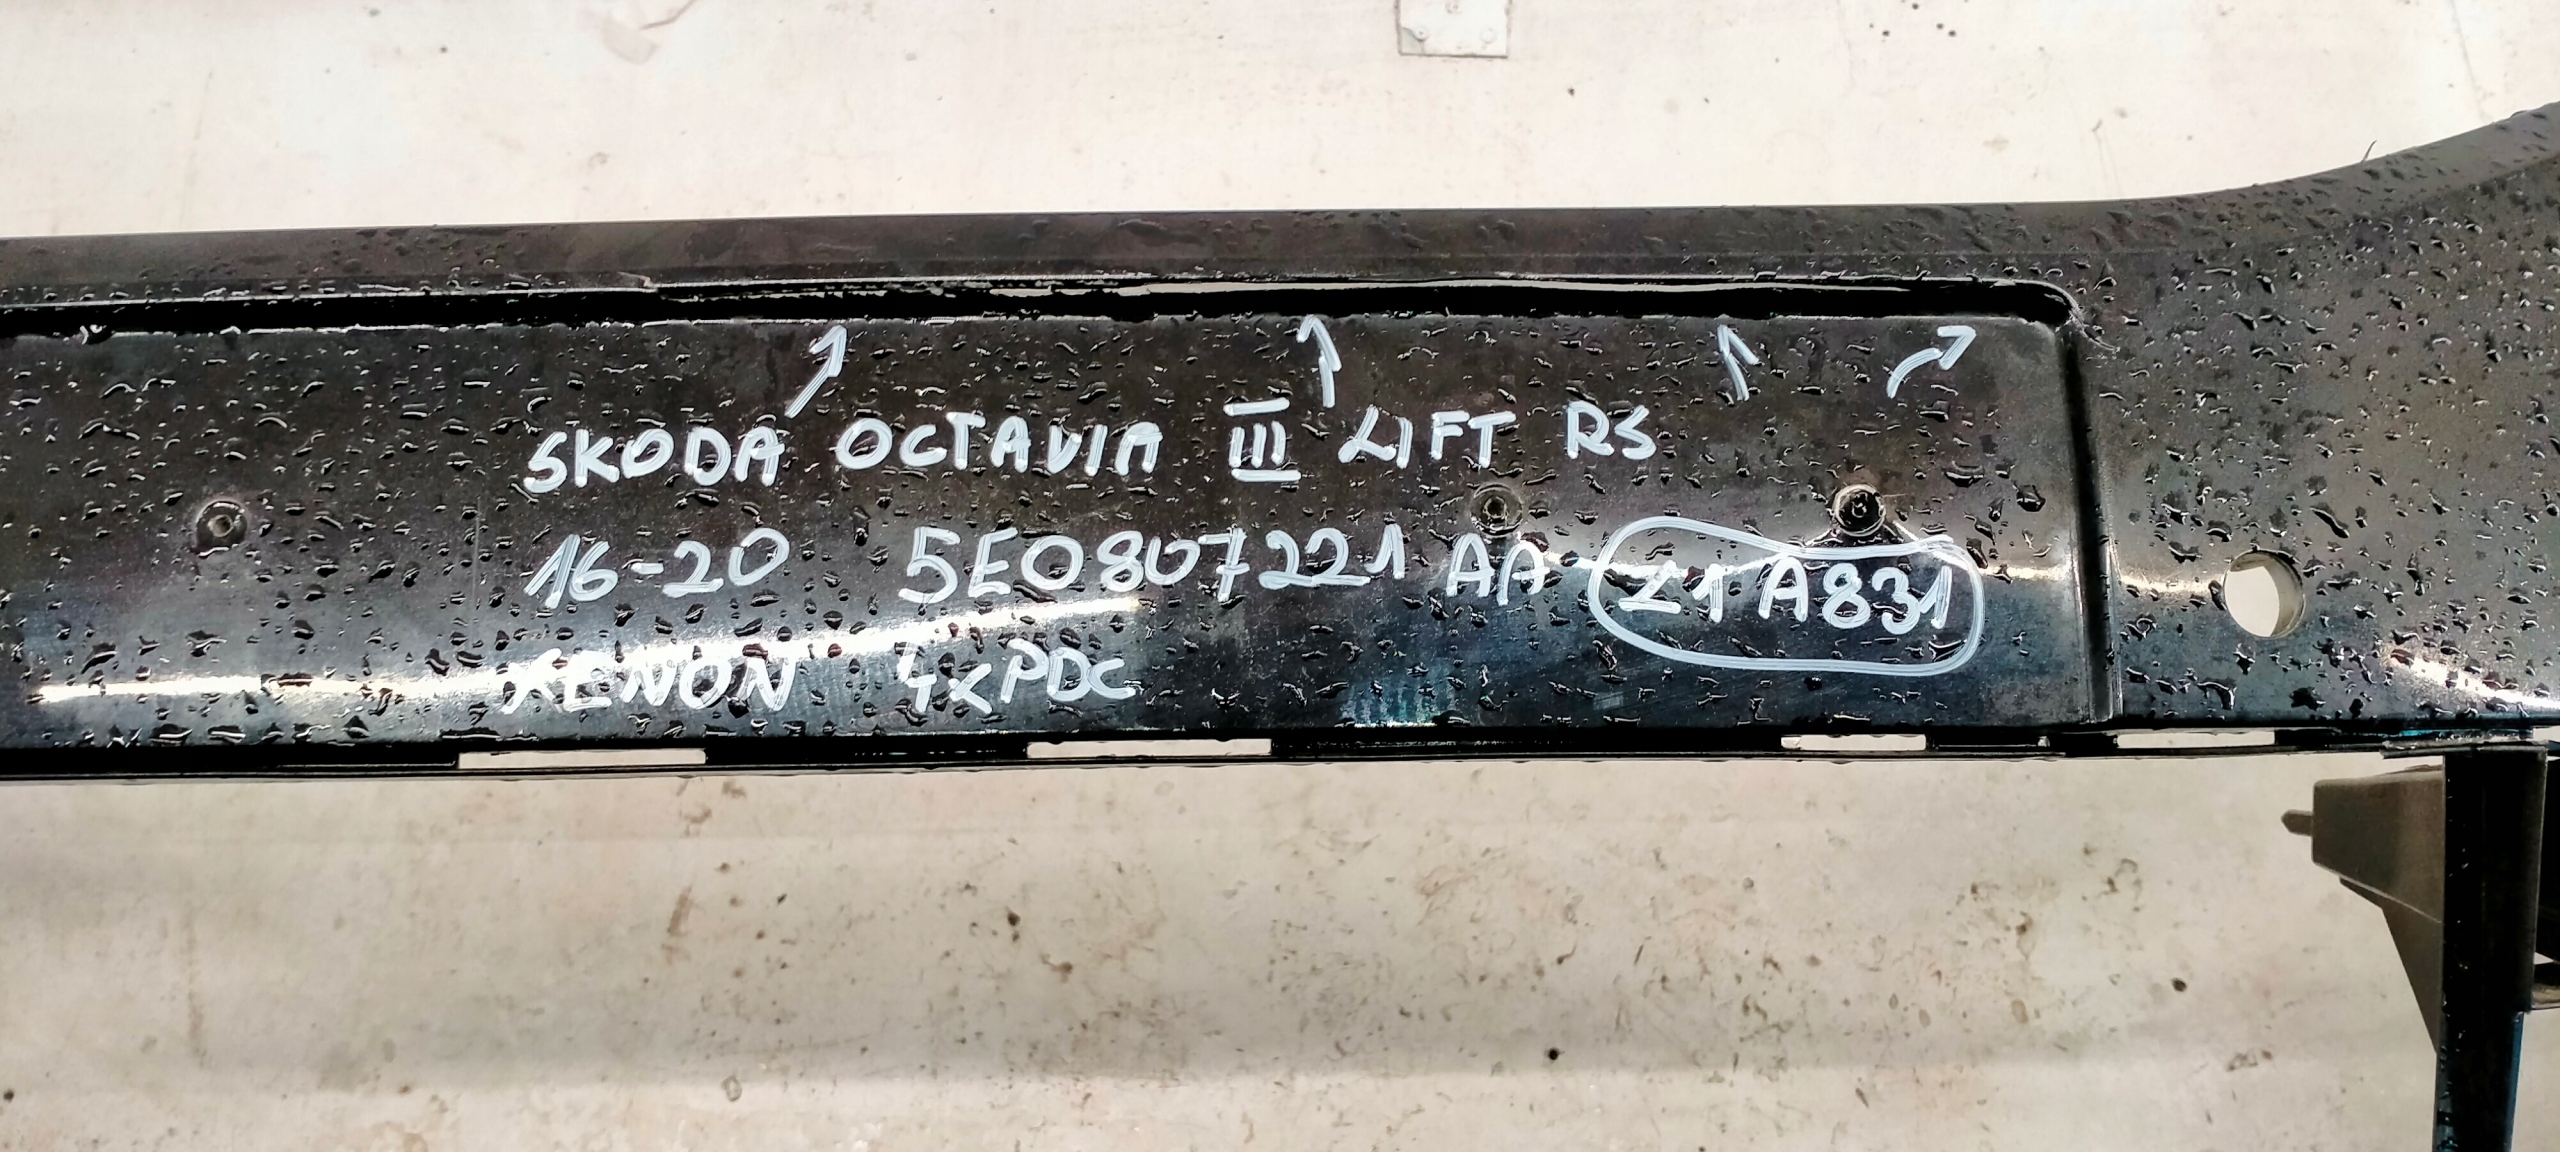 SKODA OCTAVIA III LIFT RS
16-20 5E0807221 AA Z1A831
XENON 4xPDC